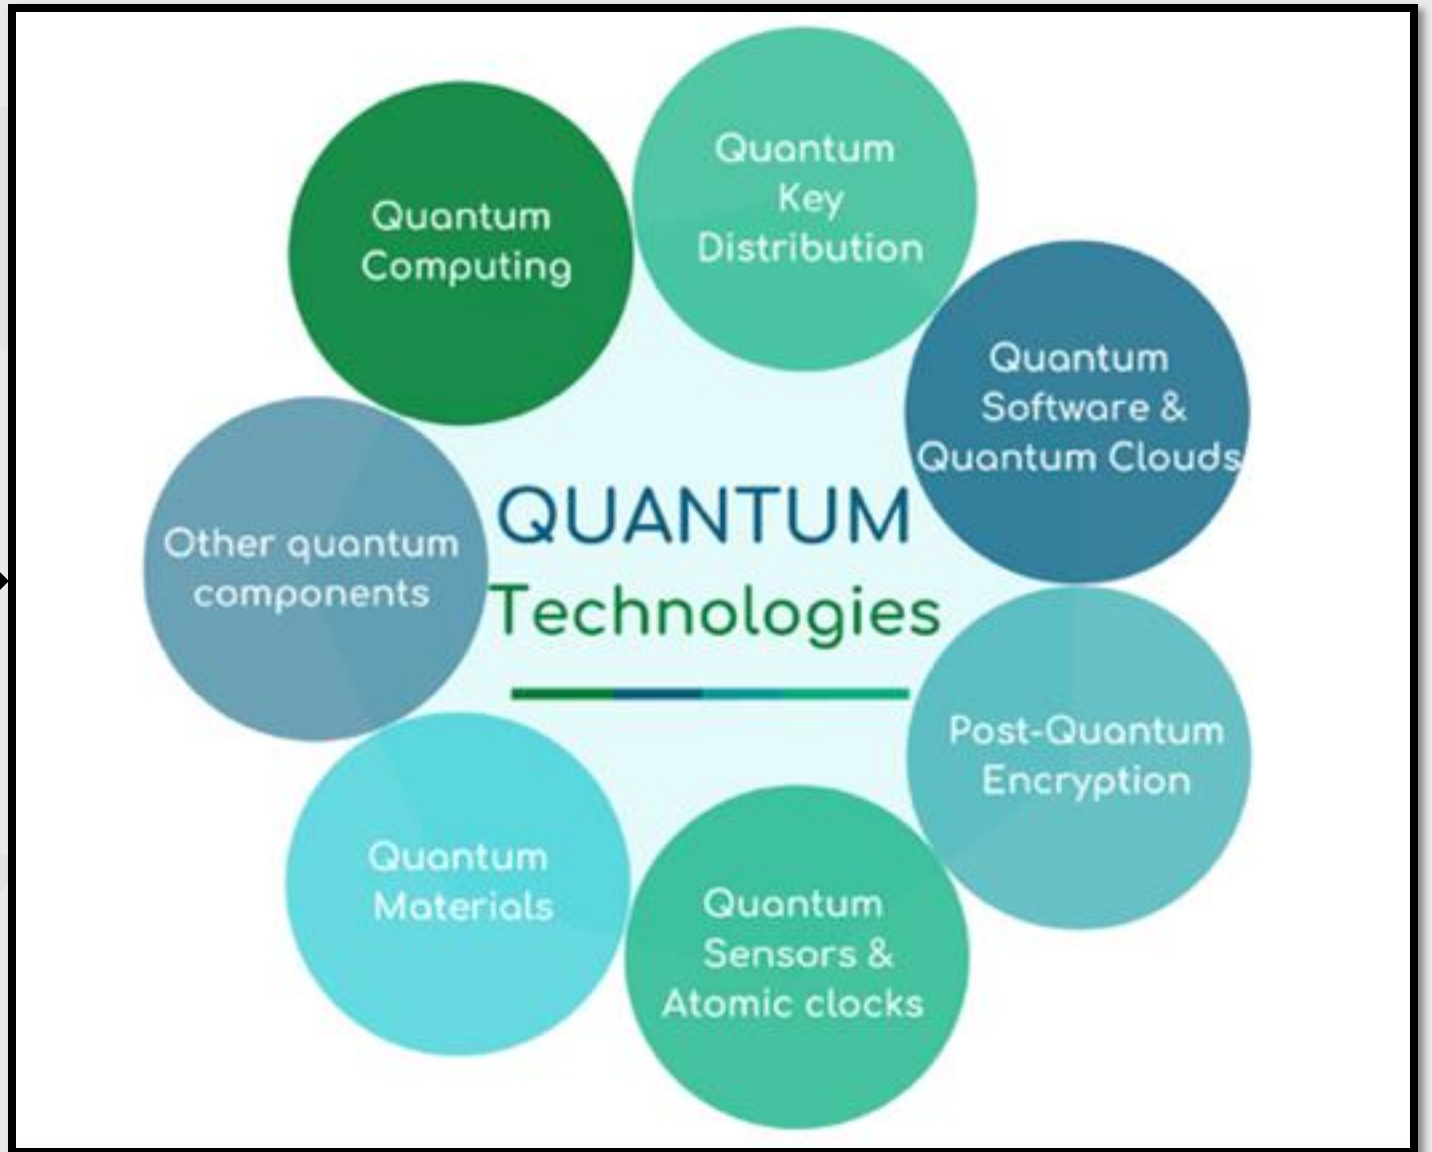 Quantum
Computing
Quantum
Key
Distribution
Quantum
Software &
Quantum Clouds
Other quantum
components
QUANTUM
Technologies
Post-Quantum
Encryption
Quantum
Materials
Quantum
Sensors &
Atomic clocks